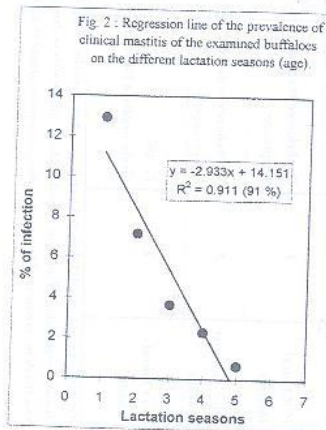 Fig. 2 : Regression line of the prevalence of
clinical mastitis of the examined buffaloes
on the different lactation seasons (age).
14
12
10
8
6
4
2
0
% of infection
y = -2.933x + 14.151
R² = 0.911 (91 %)
0 1 2 3 4 5 6 7
Lactation seasons